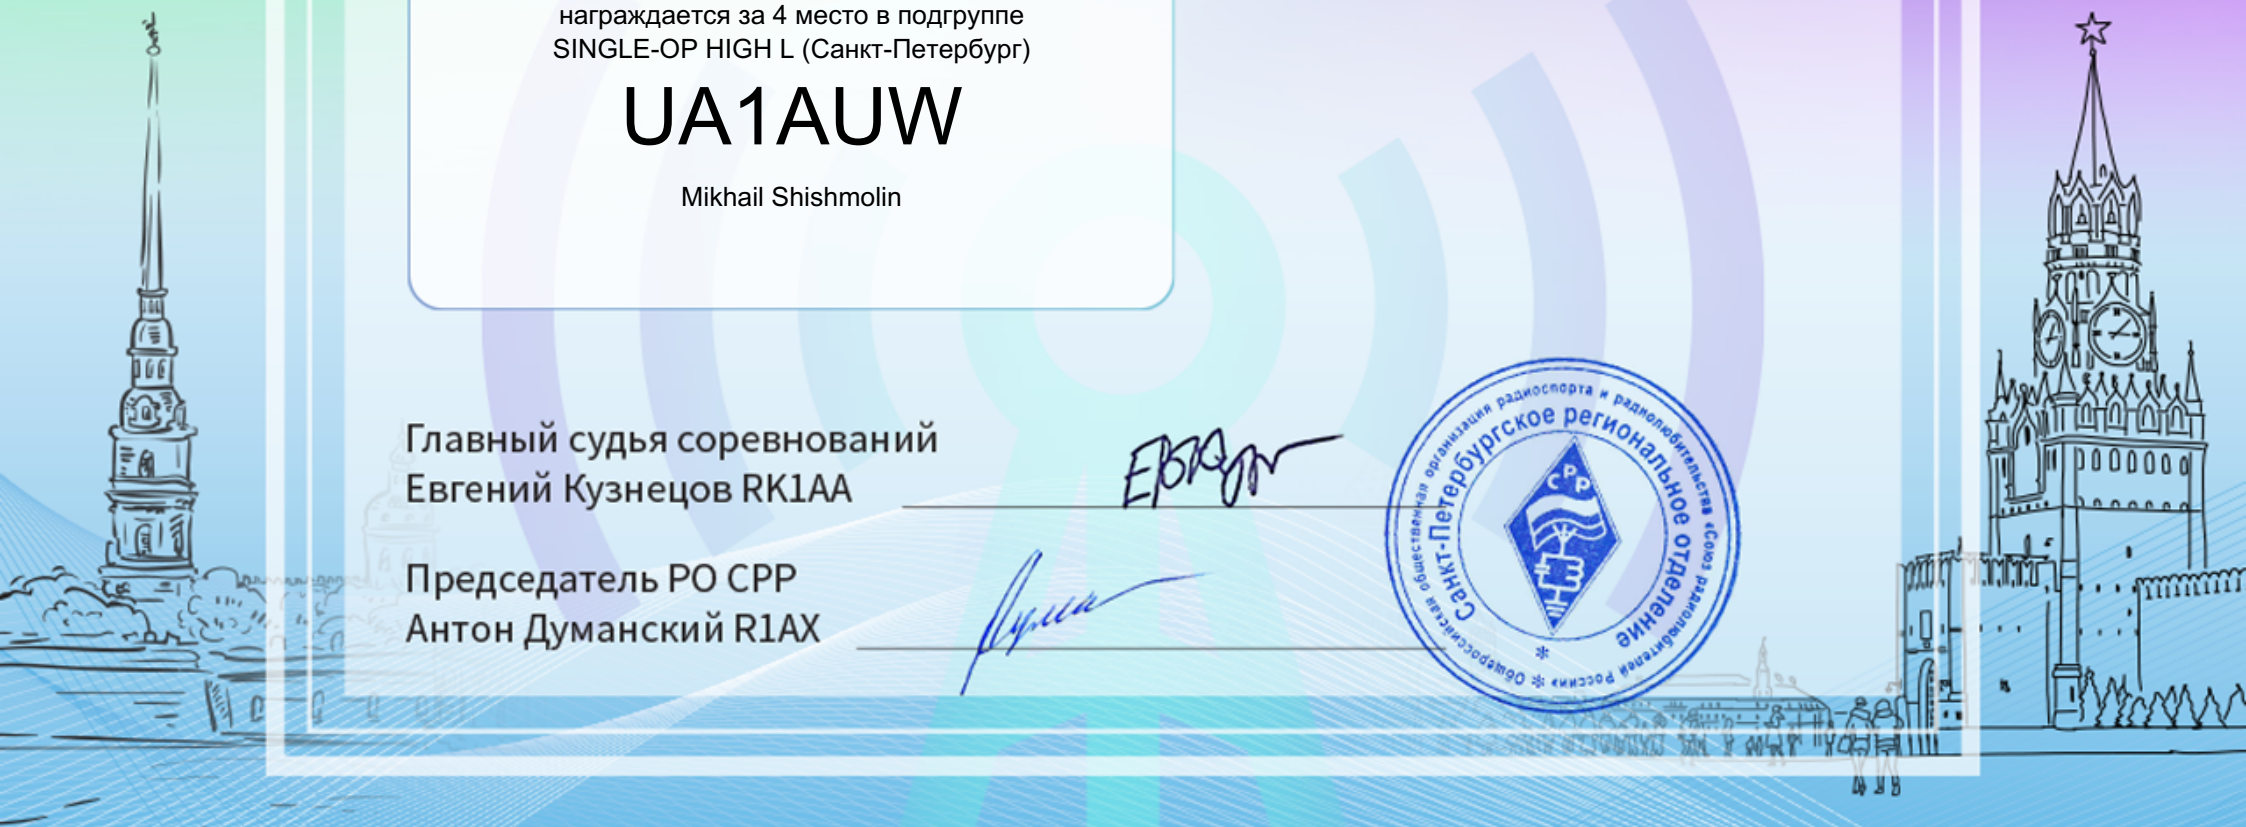 награждается за 4 место в подгруппе
SINGLE-OP HIGH L (Санкт-Петербург)
UA1AUW
Mikhail Shishmolin
Главный судья соревнований
Евгений Кузнецов RK1AA
Председатель РО СРР
Антон Думанский R1AX
Общероссийская общественная организация радиоспорта и радиолюбительства «Союз радиолюбителей России»
Санкт-Петербургское региональное отделение
СРР